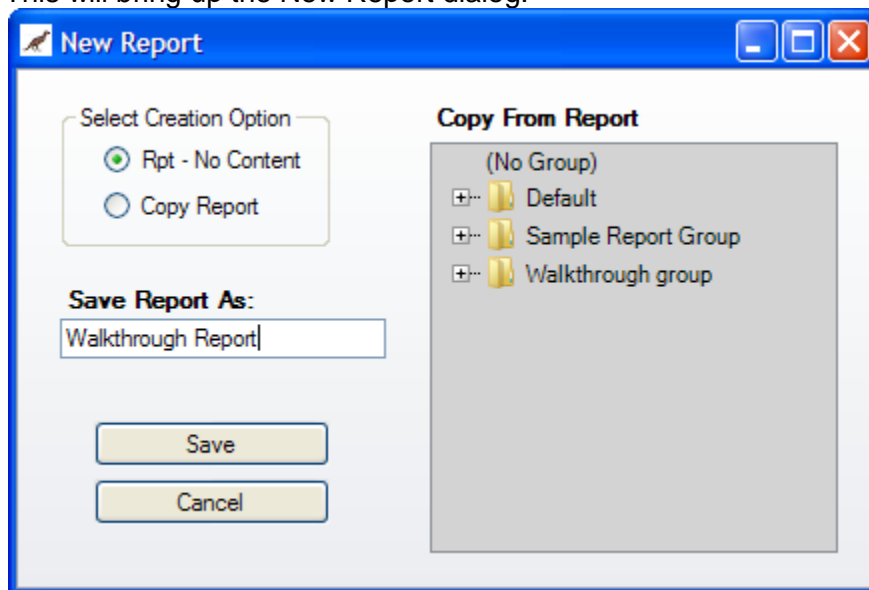 This will bring up the New Report dialog.
New Report
Select Creation Option
Rpt - No Content
Copy Report
Save Report As:
Walkthrough Report
Save
Cancel
Copy From Report
(No Group)
Default
Sample Report Group
Walkthrough group